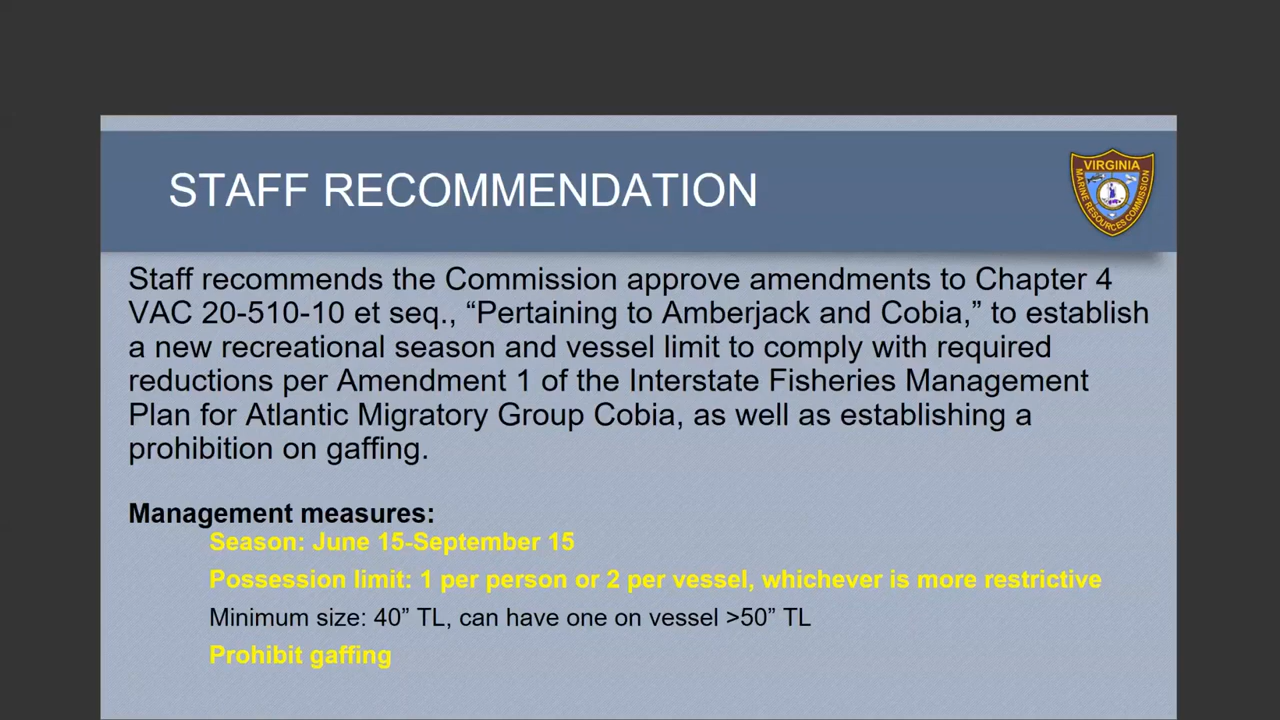 STAFF RECOMMENDATION
VIRGINIA
MARINE RESOURCES COMMISSION
Staff recommends the Commission approve amendments to Chapter 4
VAC 20-510-10 et seq., “Pertaining to Amberjack and Cobia,” to establish
a new recreational season and vessel limit to comply with required
reductions per Amendment 1 of the Interstate Fisheries Management
Plan for Atlantic Migratory Group Cobia, as well as establishing a
prohibition on gaffing.
Management measures:
Season: June 15-September 15
Possession limit: 1 per person or 2 per vessel, whichever is more restrictive
Minimum size: 40” TL, can have one on vessel >50” TL
Prohibit gaffing